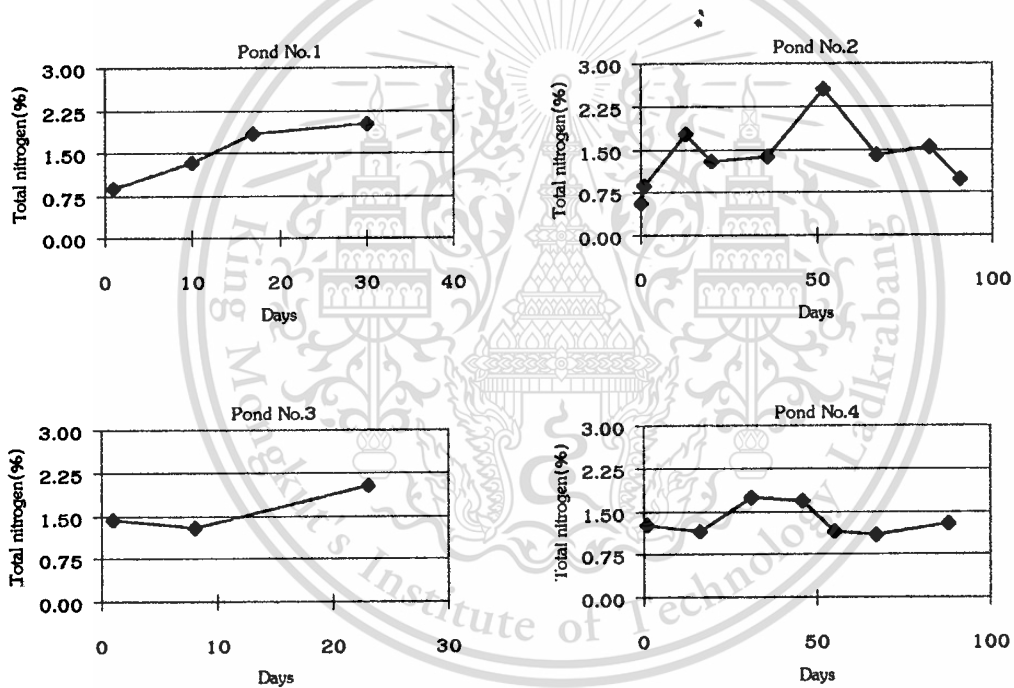 Pond No.1
Total nitrogen(%)
3.00
2.25
1.50
0.75
0.00
0 10 20 30 40
Days
Pond No.2
Total nitrogen(%)
3.00
2.25
1.50
0.75
0.00
0 50 100
Days
Pond No.3
Total nitrogen(%)
3.00
2.25
1.50
0.75
0.00
0 10 20 30
Days
Pond No.4
Total nitrogen(%)
3.00
2.25
1.50
0.75
0.00
0 50 100
Days
King Mongkut's Institute of Technology Ladkrabang